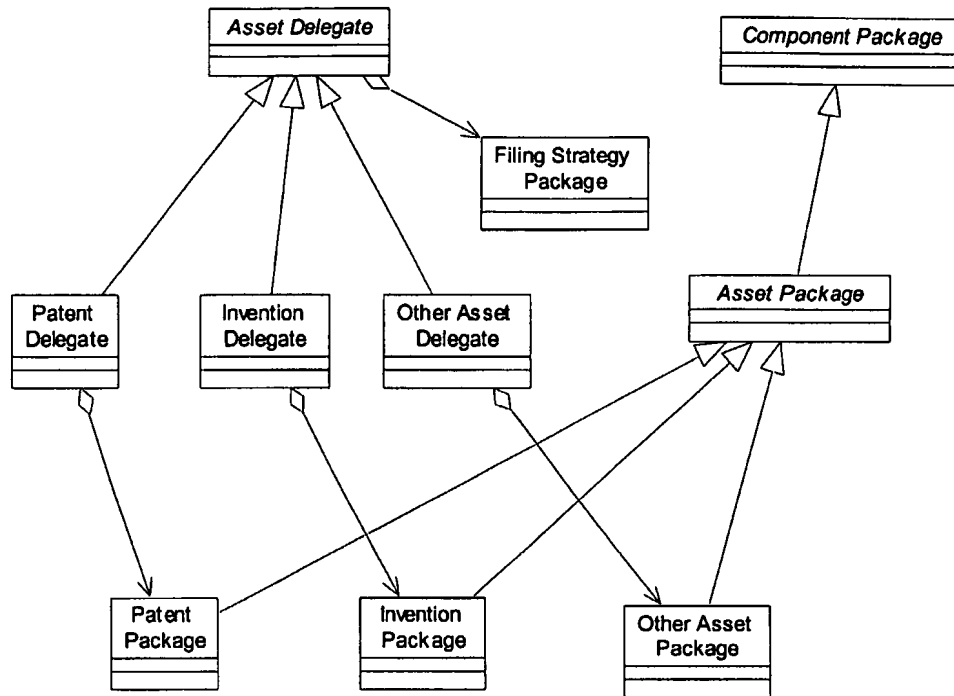 Asset Delegate
Component Package
Filing Strategy
Package
Patent
Delegate
Invention
Delegate
Other Asset
Delegate
Asset Package
Patent
Package
Invention
Package
Other Asset
Package